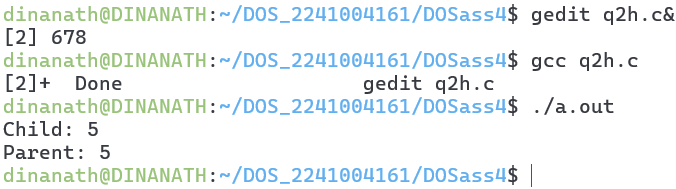 dinanath@DINANATH:~/DOS_2241004161/DOSass4$ gedit q2h.c&
[2] 678
dinanath@DINANATH:~/DOS_2241004161/DOSass4$ gcc q2h.c
[2]+  Done                    gedit q2h.c
dinanath@DINANATH:~/DOS_2241004161/DOSass4$ ./a.out
Child: 5
Parent: 5
dinanath@DINANATH:~/DOS_2241004161/DOSass4$